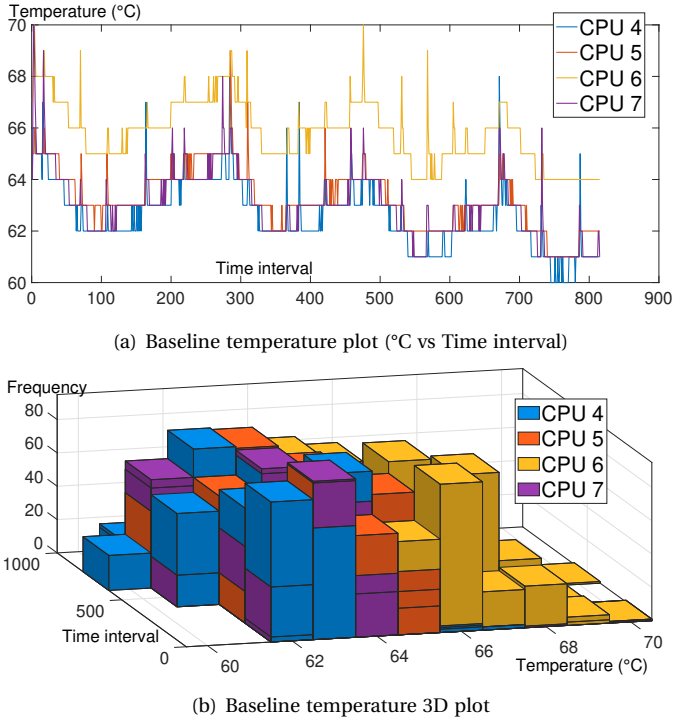 Temperature (°C)
70
68
66
64
62
60
0
100
200
300
400
500
600
700
800
900
Time interval
CPU 4
CPU 5
CPU 6
CPU 7
(a) Baseline temperature plot (°C vs Time interval)
Frequency
80
60
40
20
0
1000
500
0
Time interval
60
62
64
66
68
70
Temperature (°C)
CPU 4
CPU 5
CPU 6
CPU 7
(b) Baseline temperature 3D plot